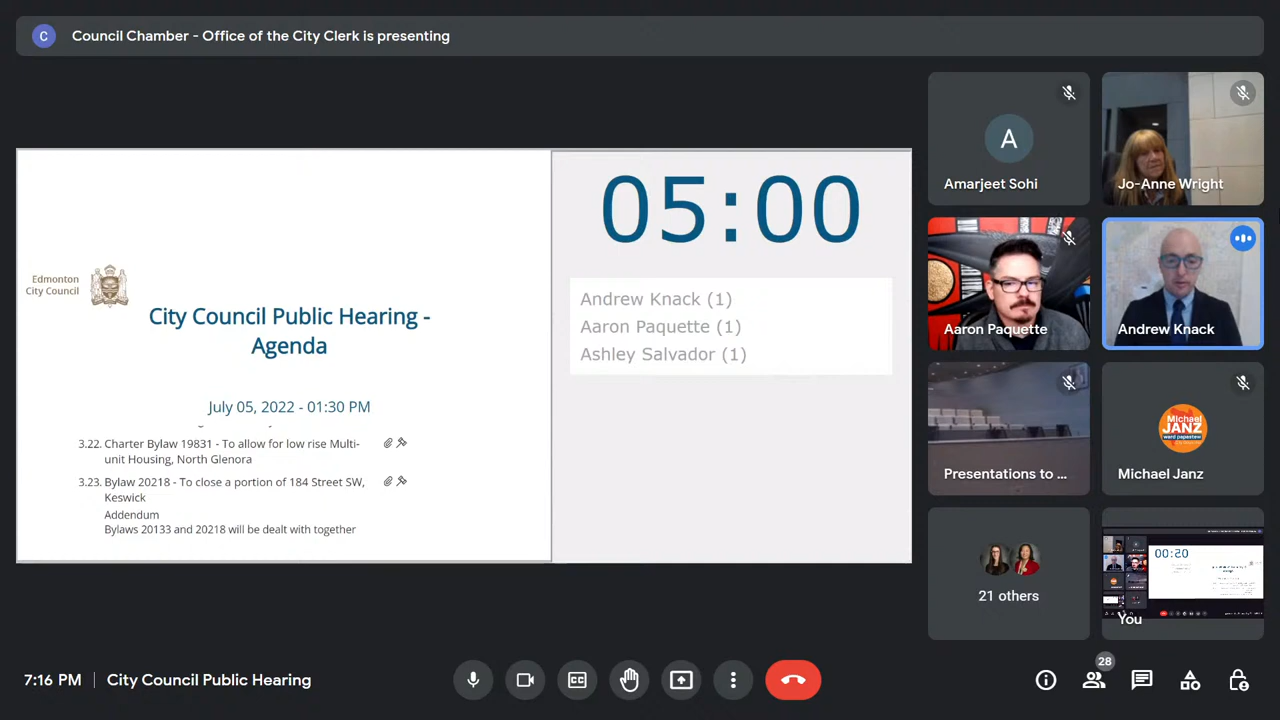 C
Council Chamber - Office of the City Clerk is presenting
Edmonton
City Council
City Council Public Hearing -
Agenda
July 05, 2022 - 01:30 PM
3.22. Charter Bylaw 19831 - To allow for low rise Multi-
unit Housing, North Glenora
3.23. Bylaw 20218 - To close a portion of 184 Street SW,
Keswick
Addendum
Bylaws 20133 and 20218 will be dealt with together
05:00
Andrew Knack (1)
Aaron Paquette (1)
Ashley Salvador (1)
A
Amarjeet Sohi
Jo-Anne Wright
Aaron Paquette
Andrew Knack
Presentations to ...
Michael
JANZ
ward papastew
Michael Janz
21 others
05:00
You
7:16 PM
City Council Public Hearing
CC
28